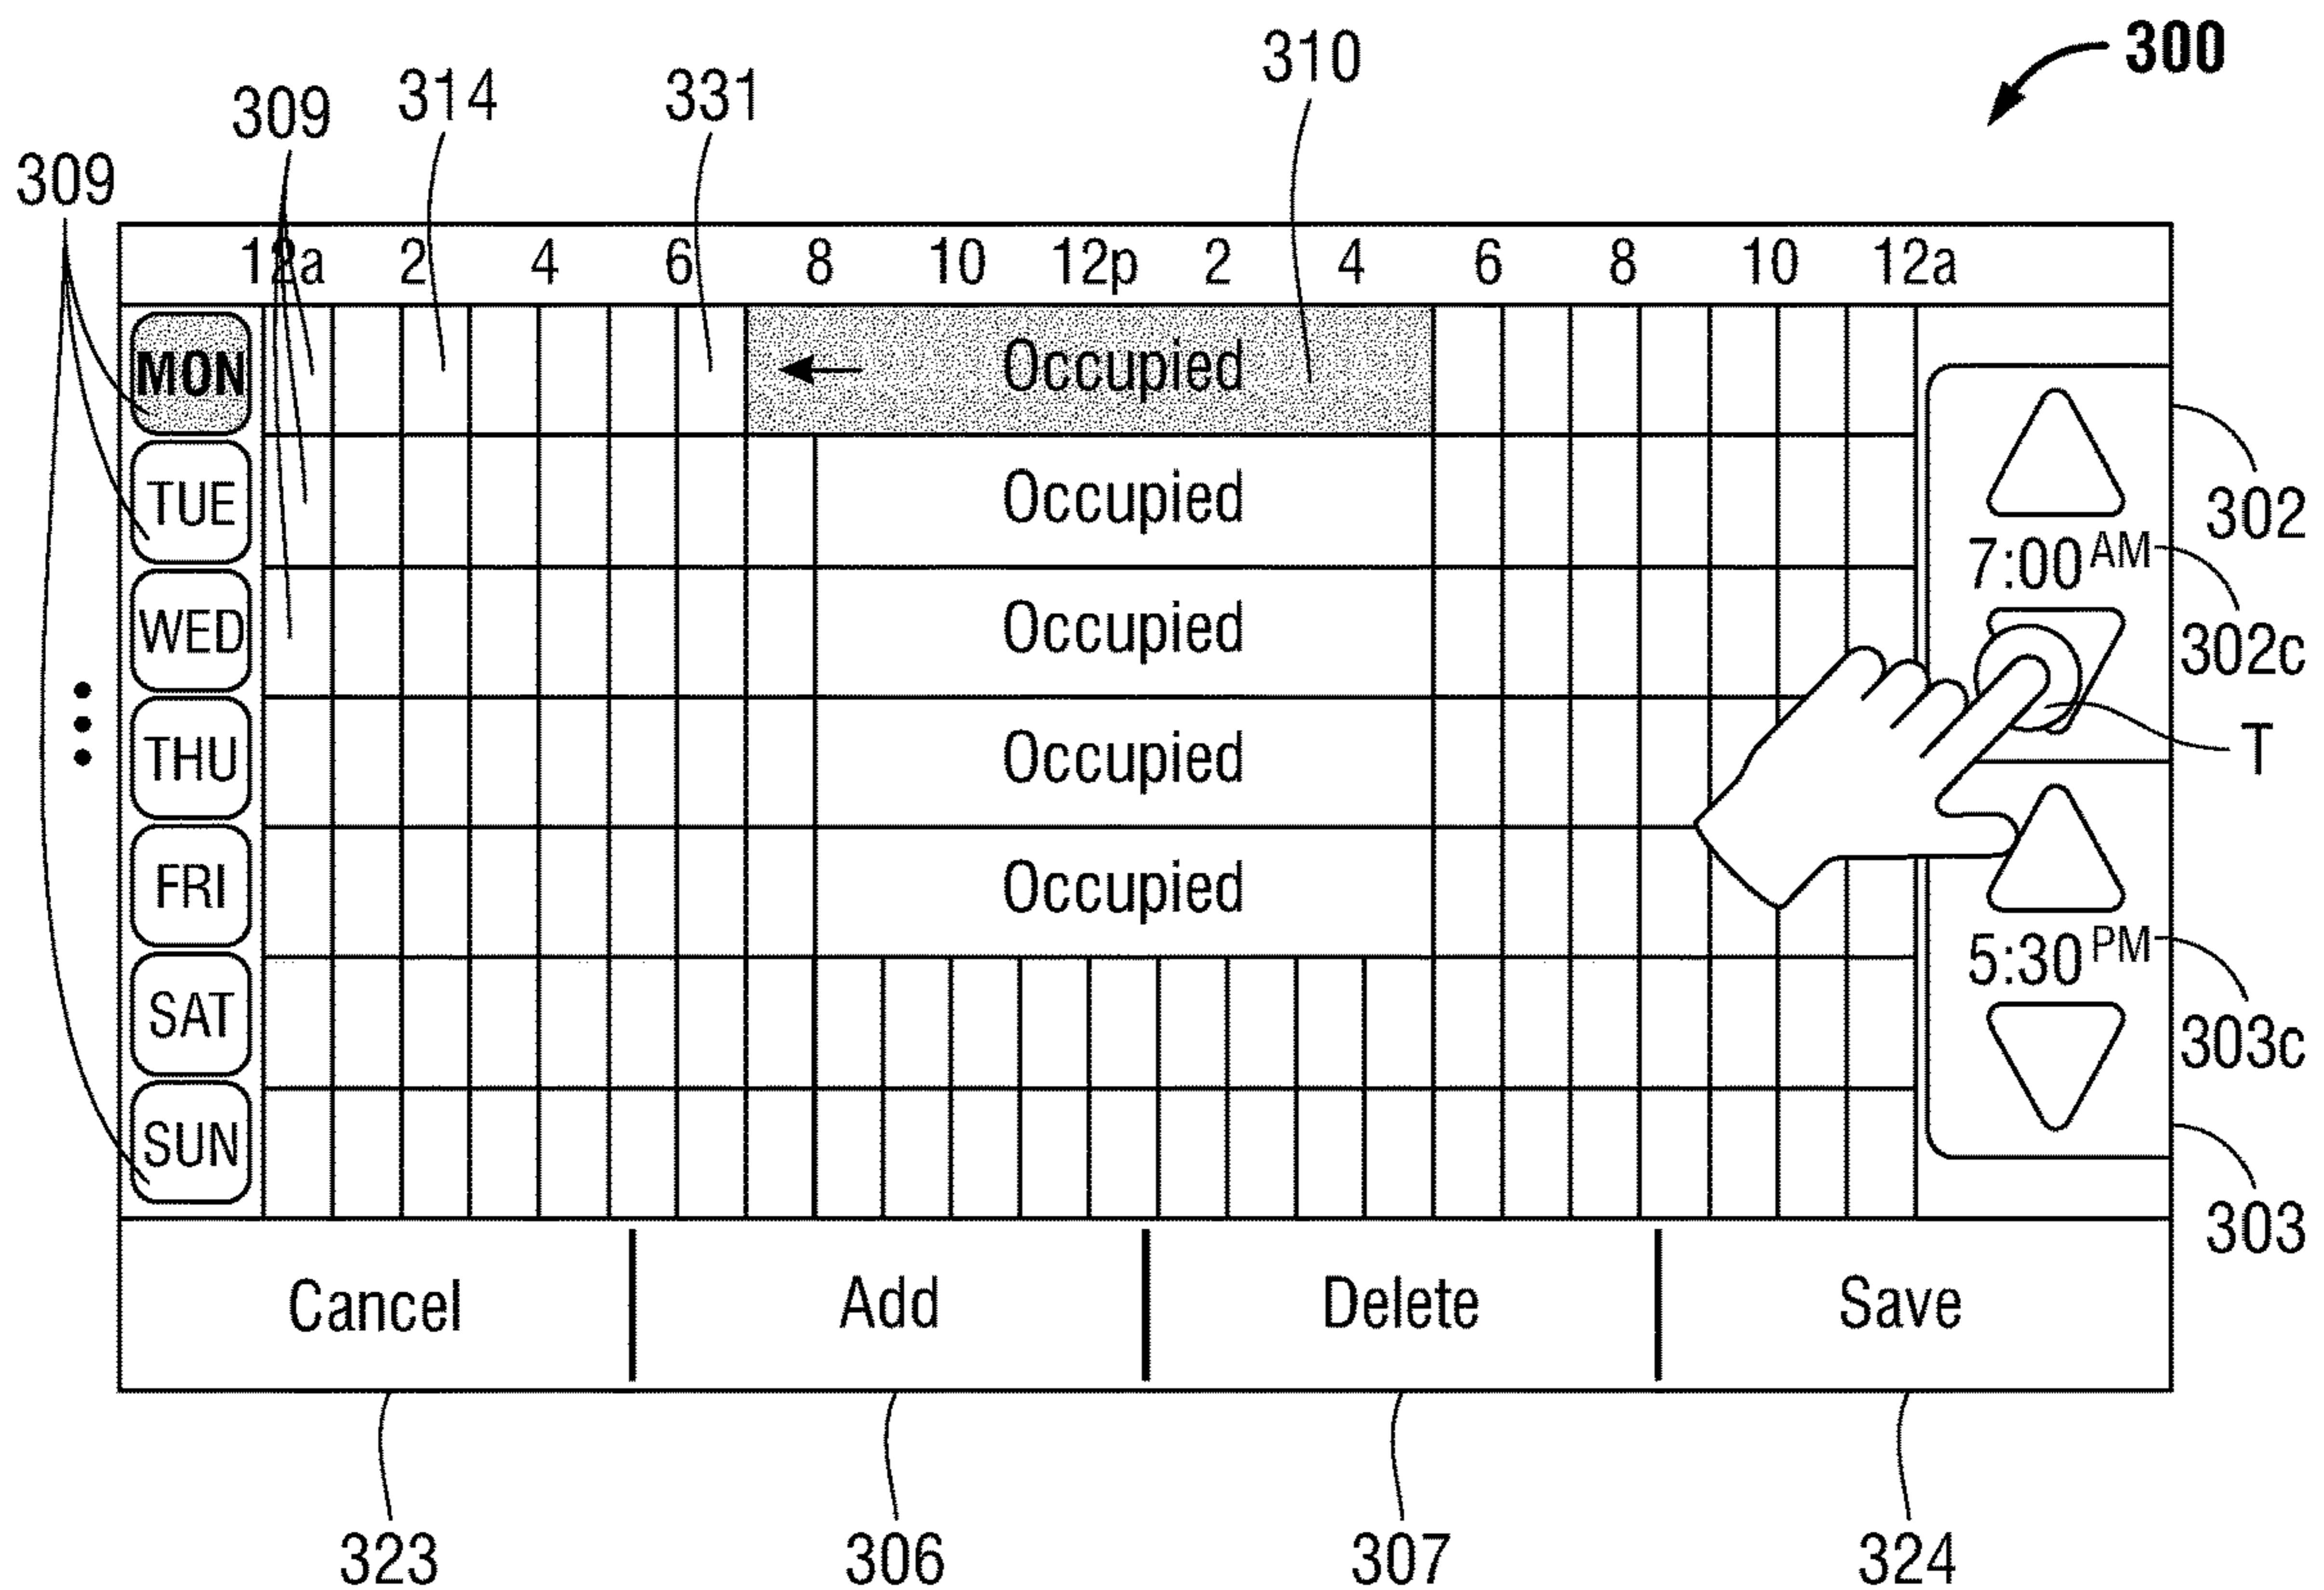 300
310
314
331
309
309
12a 2 4 6 8 10 12p 2 4 6 8 10 12a
MON Occupied
TUE Occupied
302
7:00 AM
WED Occupied
302c
THU Occupied
T
FRI Occupied
5:30 PM
SAT
303c
SUN
303
Cancel Add Delete Save
323 306 307 324